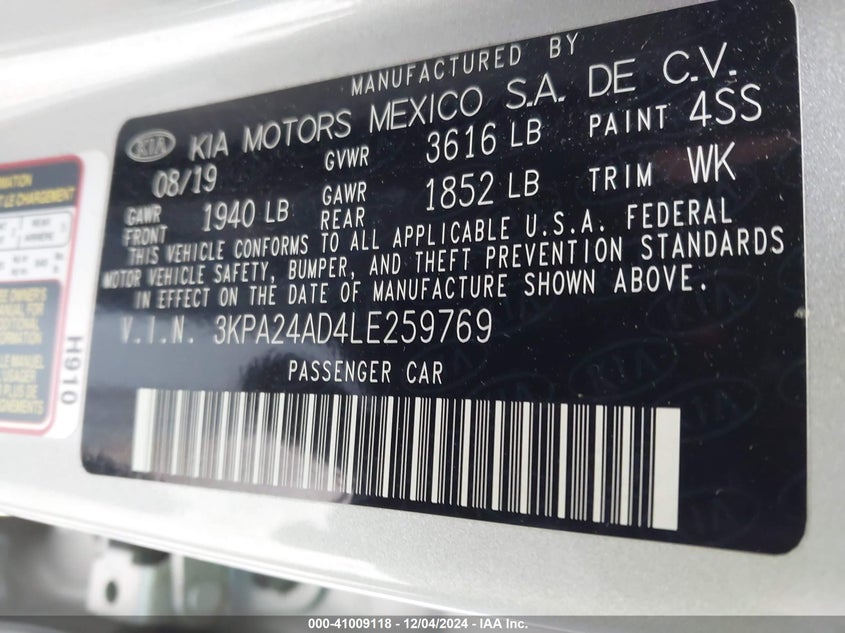 MANUFACTURED BY
KIA KIA MOTORS MEXICO S.A. DE C.V.
08/19 GVWR 3616 LB PAINT 4SS
GAWR FRONT 1940 LB GAWR REAR 1852 LB TRIM WK
THIS VEHICLE CONFORMS TO ALL APPLICABLE U.S.A. FEDERAL
MOTOR VEHICLE SAFETY, BUMPER, AND THEFT PREVENTION STANDARDS
IN EFFECT ON THE DATE OF MANUFACTURE SHOWN ABOVE.
V.I.N. 3KPA24AD4LE259769
PASSENGER CAR
LE CHARGEMENT
H910
000-41009118 - 12/04/2024 - IAA Inc.